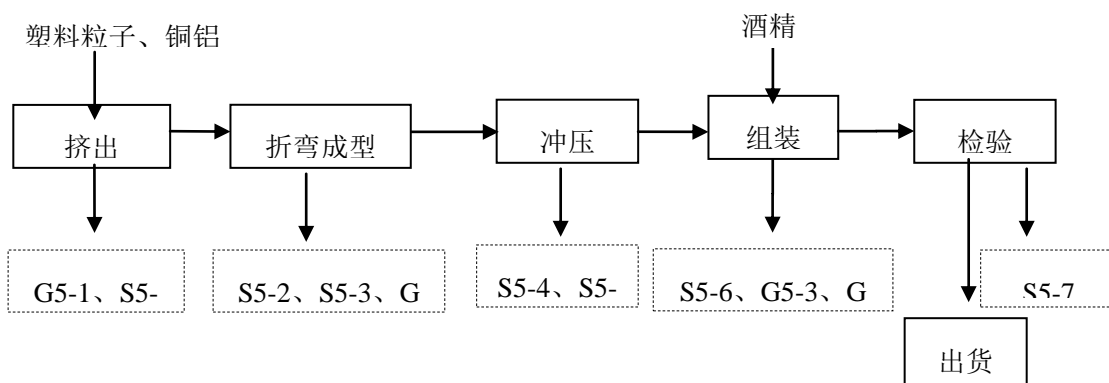 塑料粒子、铜铝
酒精
挤出
折弯成型
冲压
组装
检验
G5-1、S5-
S5-2、S5-3、G
S5-4、S5-
S5-6、G5-3、G
S5-7
出货